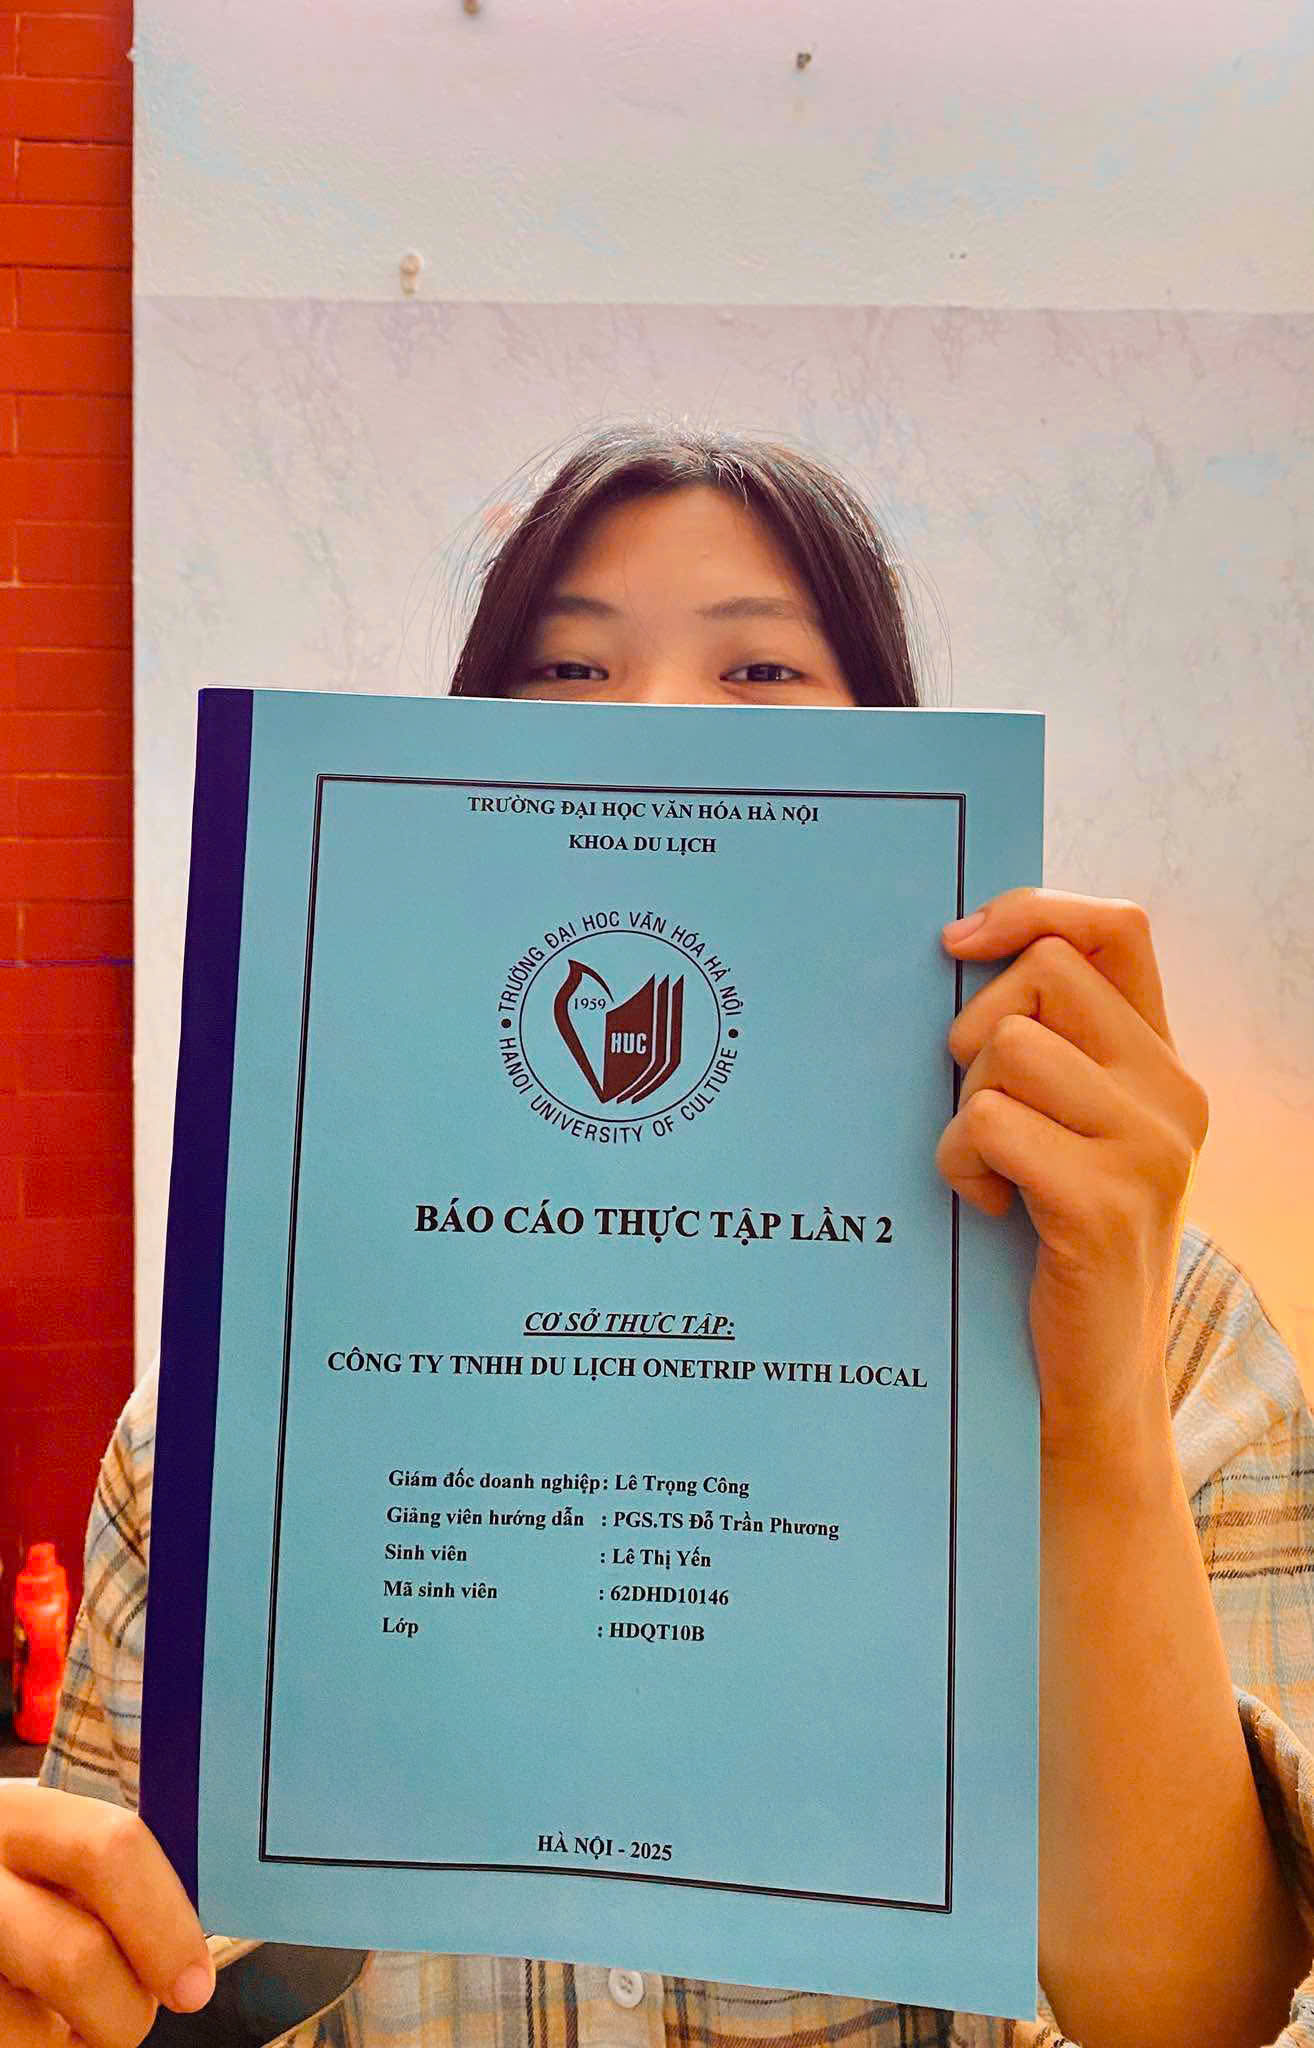 TRƯỜNG ĐẠI HỌC VĂN HÓA HÀ NỘI
KHOA DU LỊCH
TRƯỜNG ĐẠI HỌC VĂN HÓA HÀ NỘI
1959
HUC
HANOI UNIVERSITY OF CULTURE
BÁO CÁO THỰC TẬP LẦN 2
CƠ SỞ THỰC TẬP:
CÔNG TY TNHH DU LỊCH ONETRIP WITH LOCAL
Giám đốc doanh nghiệp: Lê Trọng Công
Giảng viên hướng dẫn : PGS.TS Đỗ Trần Phương
Sinh viên : Lê Thị Yến
Mã sinh viên : 62DHD10146
Lớp : HDQT10B
HÀ NỘI - 2025